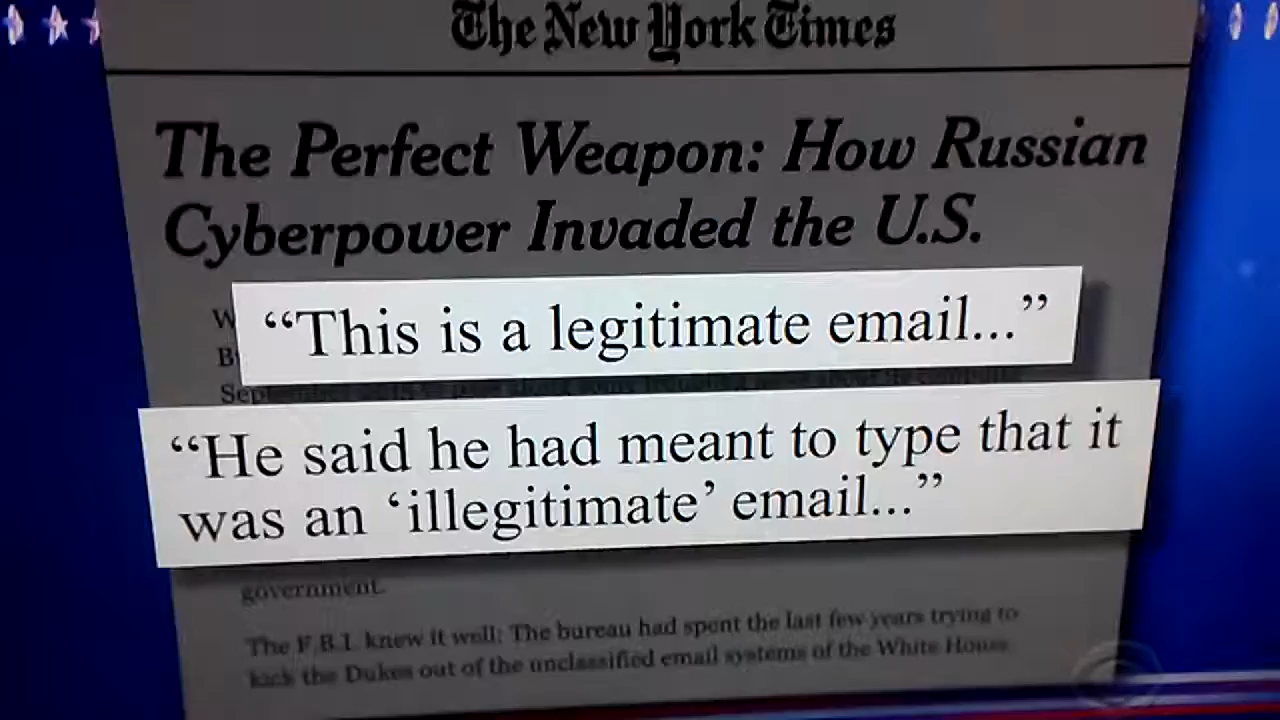 The New York Times
The Perfect Weapon: How Russian
Cyberpower Invaded the U.S.
“This is a legitimate email...”
“He said he had meant to type that it
was an ‘illegitimate’ email...”
government.
The F.B.I. knew it well: The bureau had spent the last few years trying to
kick the Dukes out of the unclassified email systems of the White House